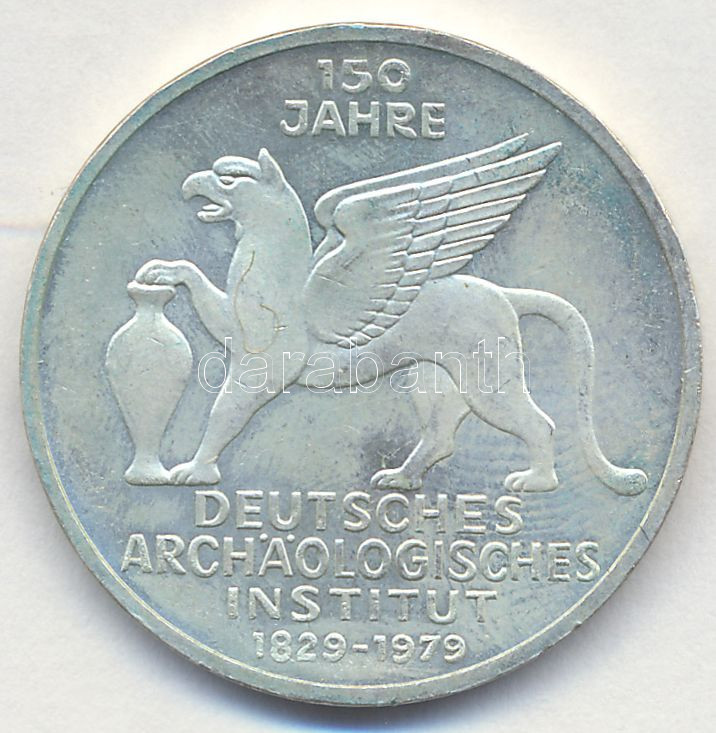 150
JAHRE
darabanth
DEUTSCHES
ARCHÄOLOGISCHES
INSTITUT
1829-1979